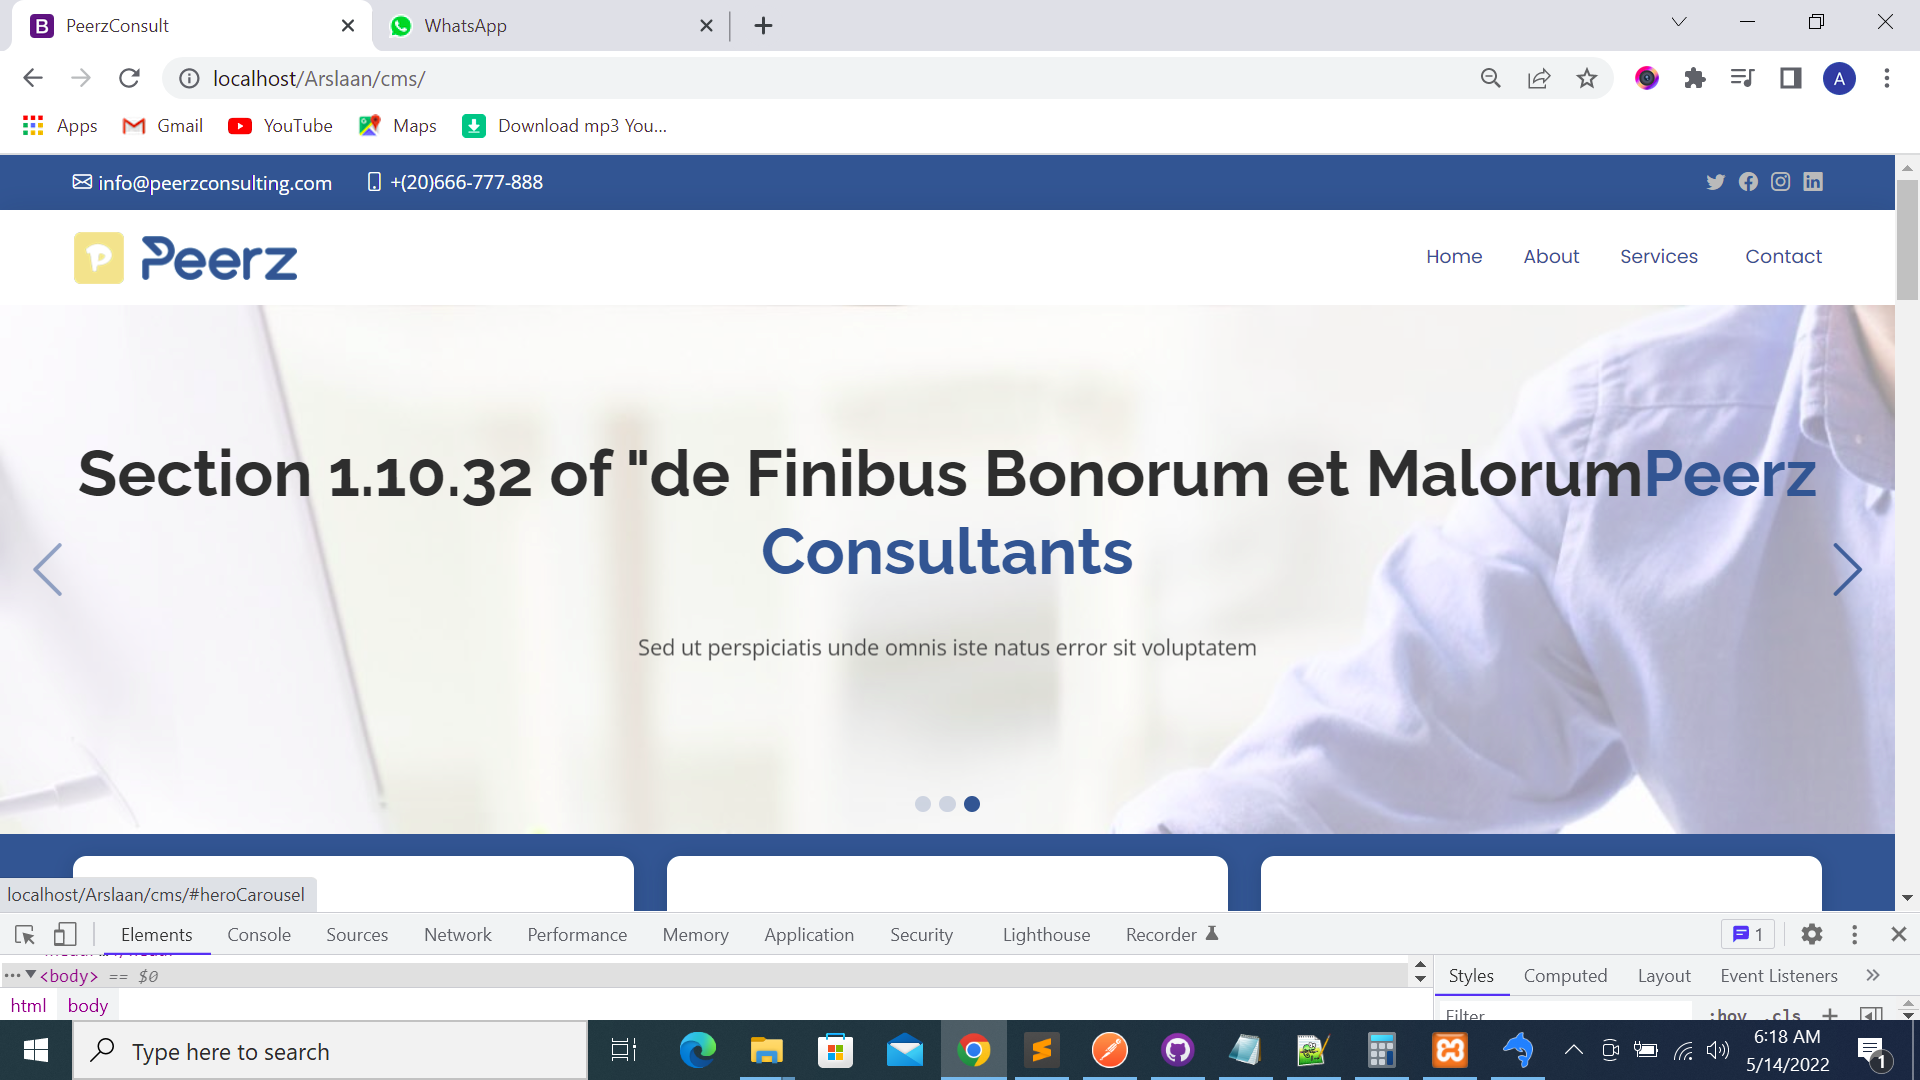 PeerzConsult
WhatsApp
localhost/Arslaan/cms/
A
Apps
Gmail
YouTube
Maps
Download mp3 You...
info@peerzconsulting.com
+(20)666-777-888
Peerz
Home
About
Services
Contact
Section 1.10.32 of "de Finibus Bonorum et MalorumPeerz
Consultants
Sed ut perspiciatis unde omnis iste natus error sit voluptatem
localhost/Arslaan/cms/#heroCarousel
Elements
Console
Sources
Network
Performance
Memory
Application
Security
Lighthouse
Recorder
1
<body> == $0
Styles
Computed
Layout
Event Listeners
html
body
Filter
:hov
.cls
Type here to search
6:18 AM
5/14/2022
1